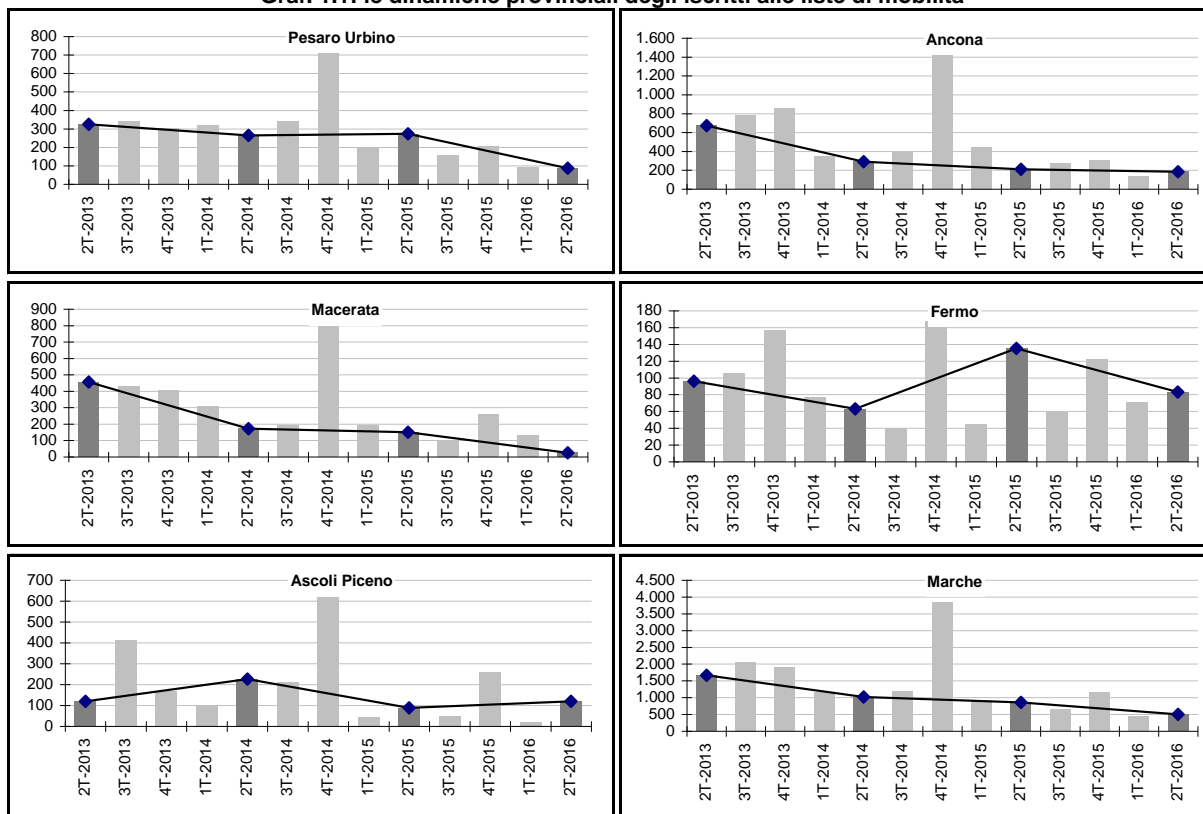 le dinamiche provinciali degli iscritti alle liste di mobilità
Pesaro Urbino
800
700
600
500
400
300
200
100
0
2T-2013
3T-2013
4T-2013
1T-2014
2T-2014
3T-2014
4T-2014
1T-2015
2T-2015
3T-2015
4T-2015
1T-2016
2T-2016
Ancona
1.600
1.400
1.200
1.000
800
600
400
200
0
2T-2013
3T-2013
4T-2013
1T-2014
2T-2014
3T-2014
4T-2014
1T-2015
2T-2015
3T-2015
4T-2015
1T-2016
2T-2016
Macerata
900
800
700
600
500
400
300
200
100
0
2T-2013
3T-2013
4T-2013
1T-2014
2T-2014
3T-2014
4T-2014
1T-2015
2T-2015
3T-2015
4T-2015
1T-2016
2T-2016
Fermo
180
160
140
120
100
80
60
40
20
0
2T-2013
3T-2013
4T-2013
1T-2014
2T-2014
3T-2014
4T-2014
1T-2015
2T-2015
3T-2015
4T-2015
1T-2016
2T-2016
Ascoli Piceno
700
600
500
400
300
200
100
0
2T-2013
3T-2013
4T-2013
1T-2014
2T-2014
3T-2014
4T-2014
1T-2015
2T-2015
3T-2015
4T-2015
1T-2016
2T-2016
Marche
4.500
4.000
3.500
3.000
2.500
2.000
1.500
1.000
500
0
2T-2013
3T-2013
4T-2013
1T-2014
2T-2014
3T-2014
4T-2014
1T-2015
2T-2015
3T-2015
4T-2015
1T-2016
2T-2016